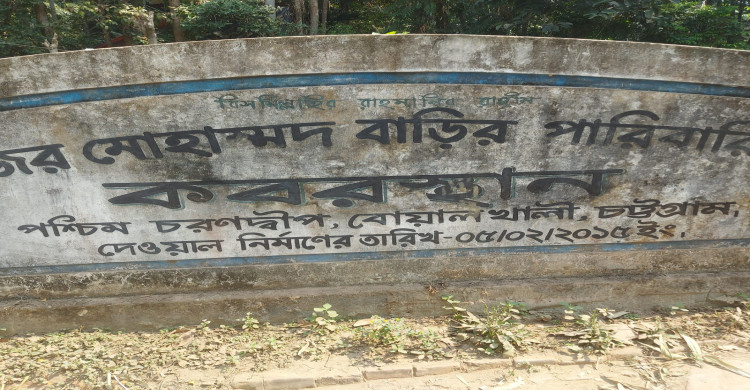 বিসমিল্লাহির রাহমানির রাহীম
জর মোহাম্মদ বাড়ির পারিবারি
কবরস্থান
পশ্চিম চরণদ্বীপ, বোয়ালখালী, চট্টগ্রাম,
দেওয়াল নির্মাণের তারিখ-০৫/০২/২০১৫ ইং,